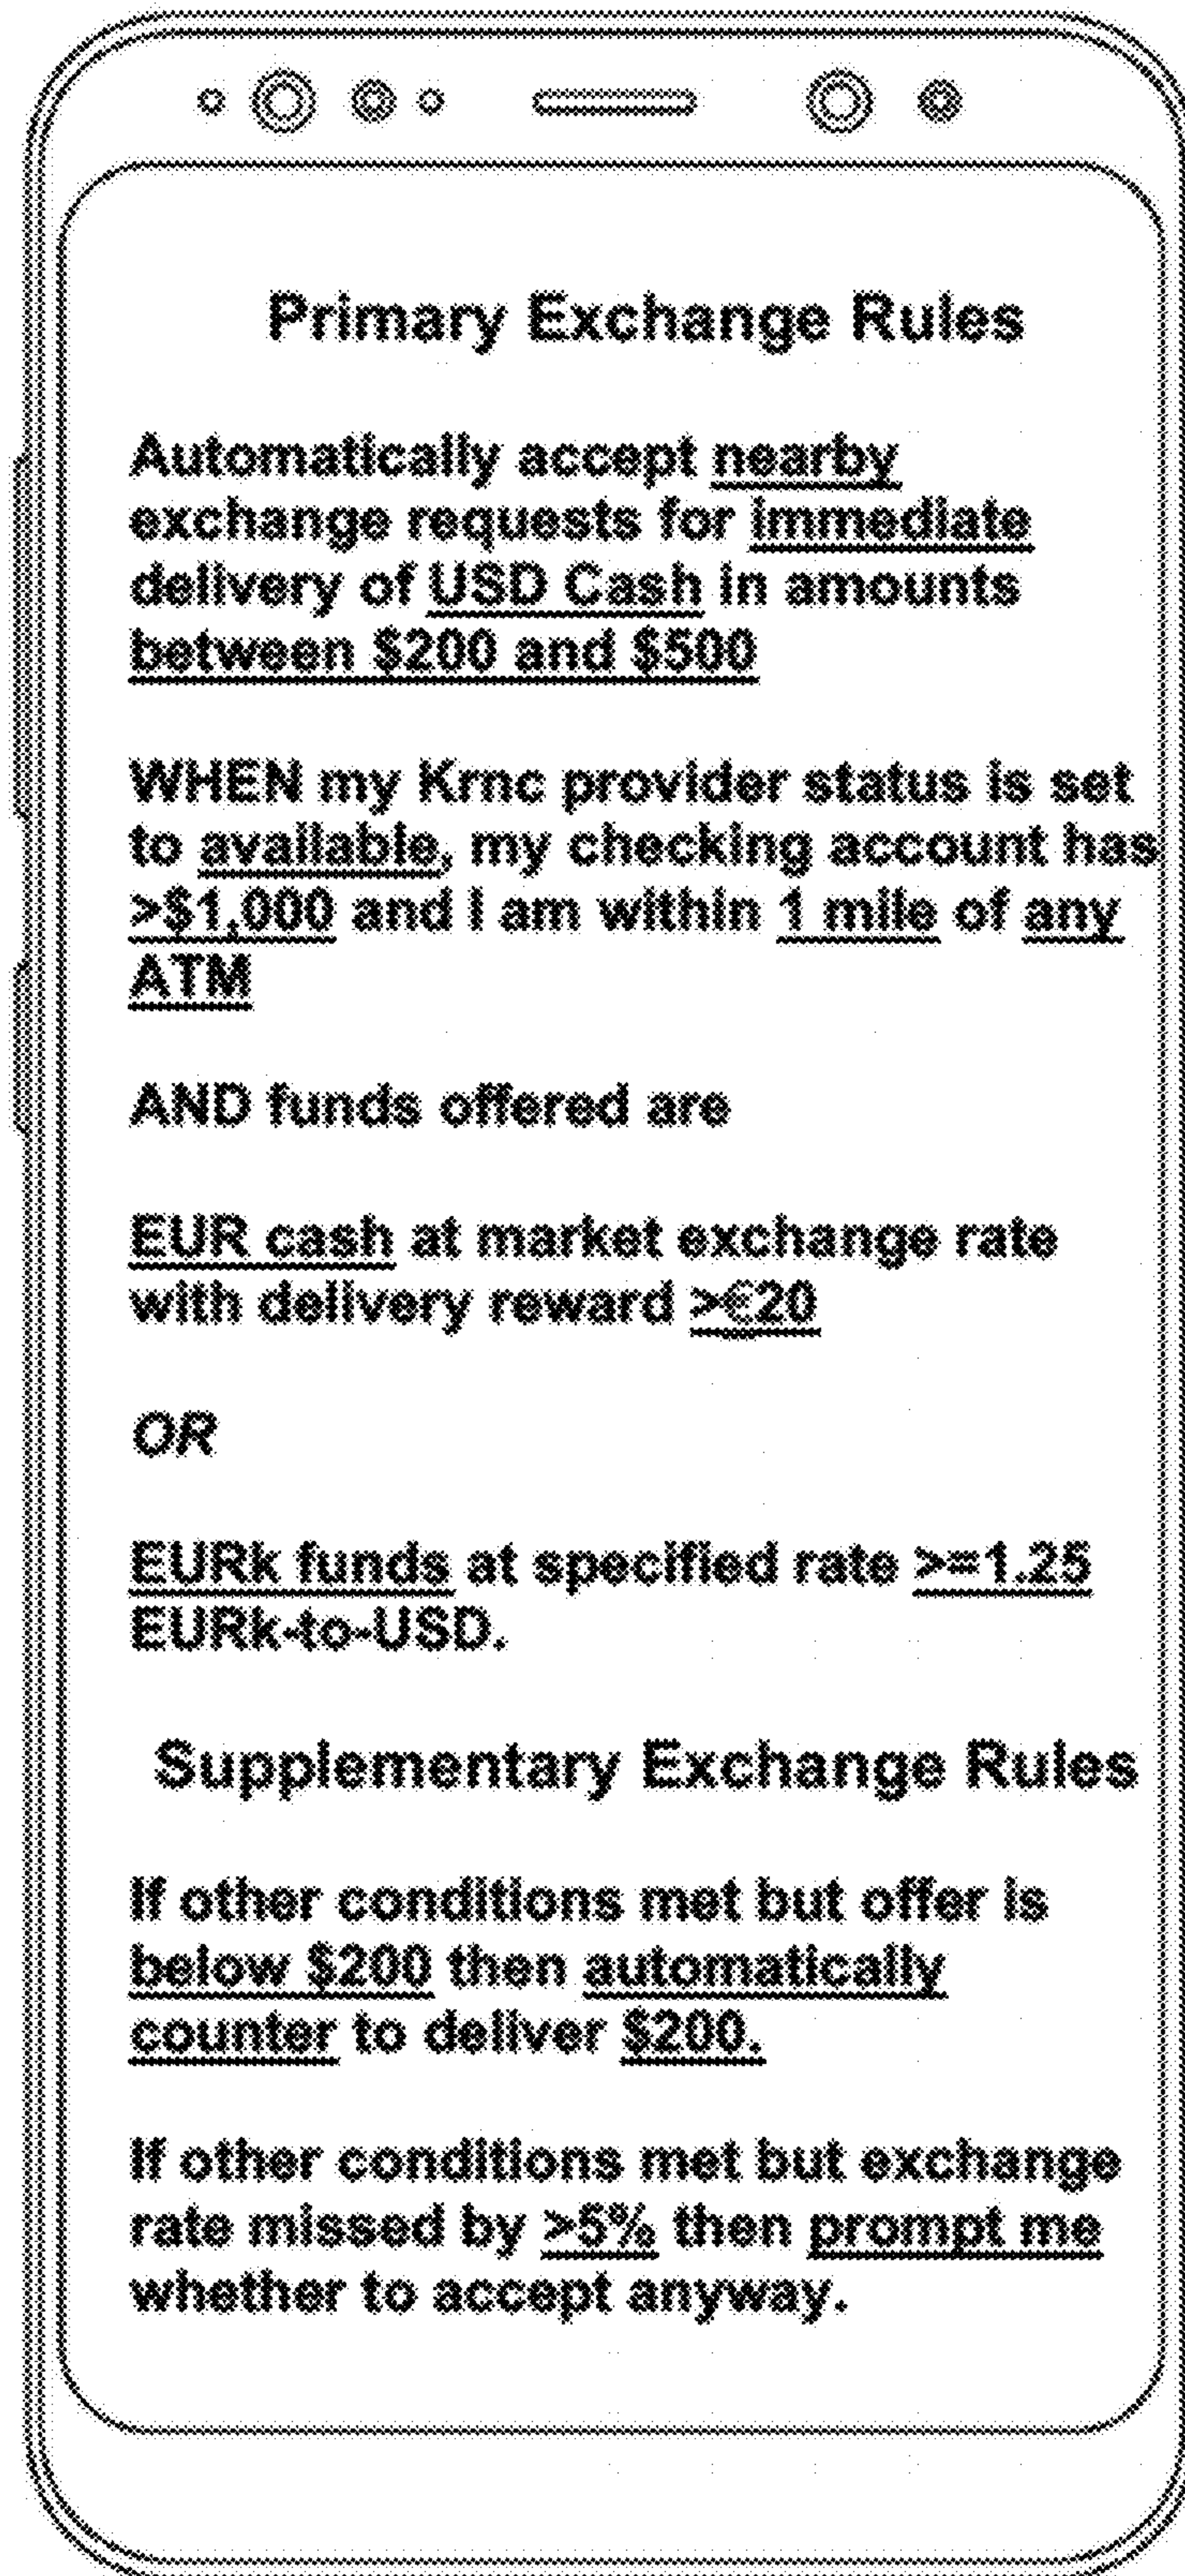 Primary Exchange Rules
Automatically accept nearby
exchange requests for immediate
delivery of USD Cash in amounts
between $200 and $500
WHEN my Krnc provider status is set
to available, my checking account has
>$1,000 and I am within 1 mile of any
ATM
AND funds offered are
EUR cash at market exchange rate
with delivery reward >€20
OR
EURk funds at specified rate >=1.25
EURk-to-USD.
Supplementary Exchange Rules
If other conditions met but offer is
below $200 then automatically
counter to deliver $200.
If other conditions met but exchange
rate missed by >5% then prompt me
whether to accept anyway.